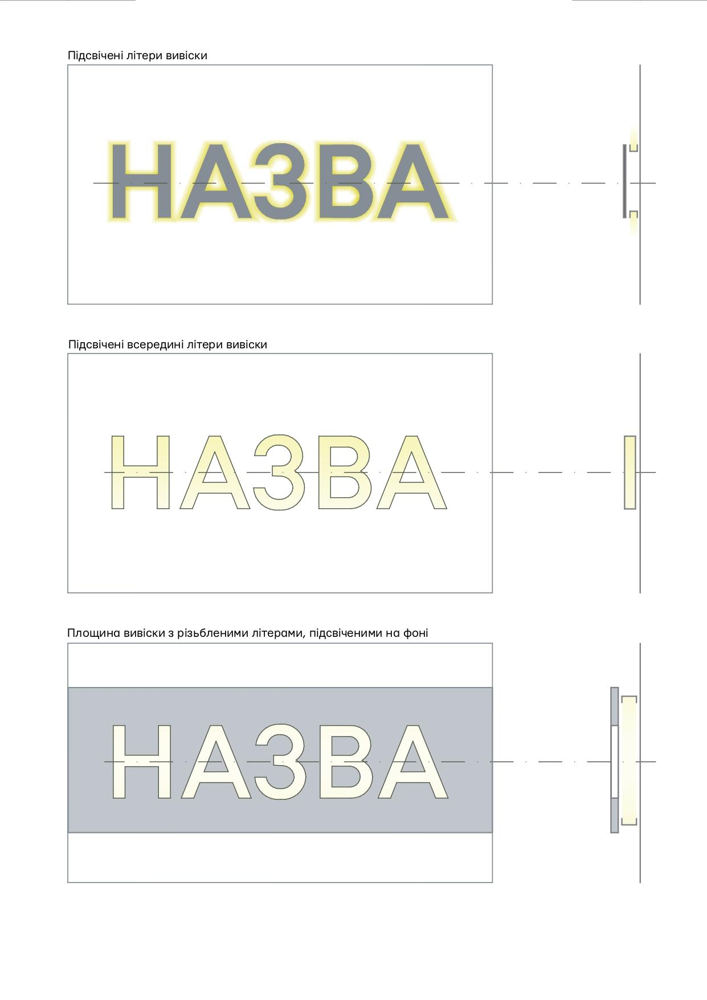 Підсвічені літери вивіски
НАЗВА
Підсвічені всередині літери вивіски
НАЗВА
Площина вивіски з різьбленими літерами, підсвіченими на фоні
НАЗВА